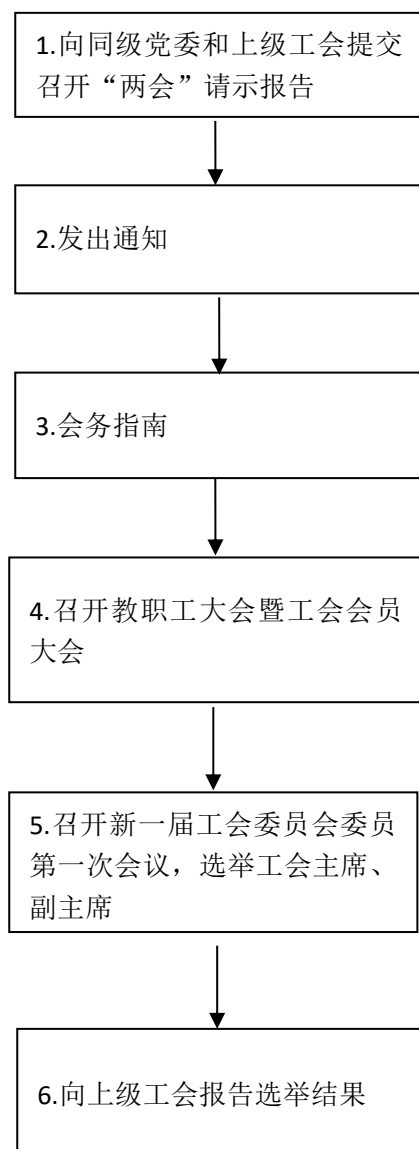 1.向同级党委和上级工会提交
召开“两会”请示报告
2.发出通知
3.会务指南
4.召开教职工大会暨工会会员
大会
5.召开新一届工会委员会委员
第一次会议，选举工会主席、
副主席
6.向上级工会报告选举结果